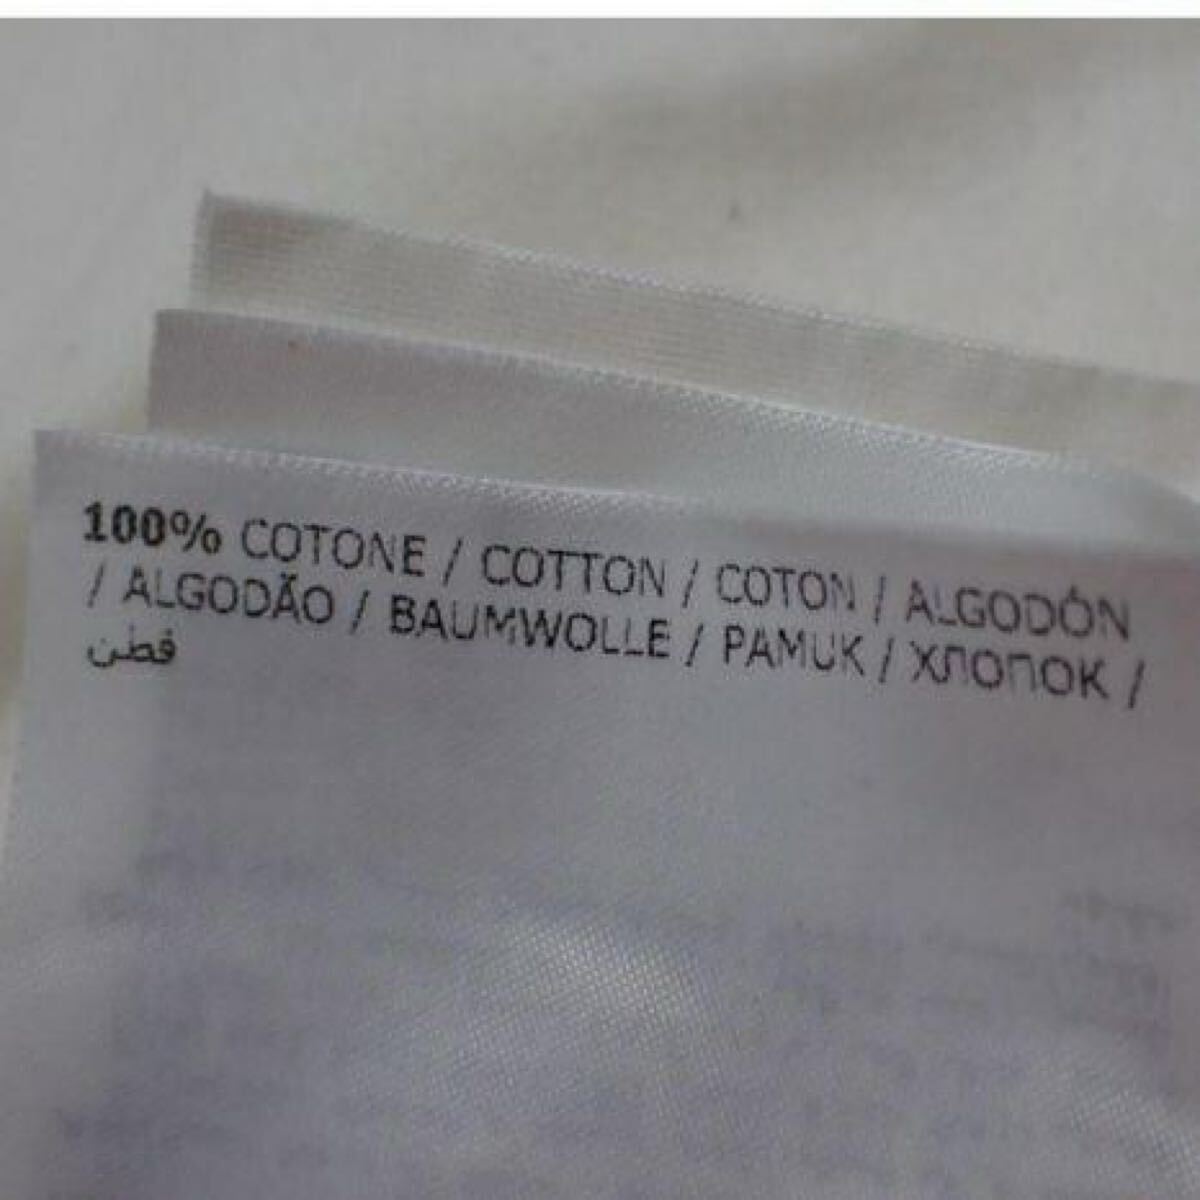 100% COTONE / COTTON / COTON / ALGODÓN
/ ALGODÃO / BAUMWOLLE / PAMUK / ХЛОПОК /
قطن